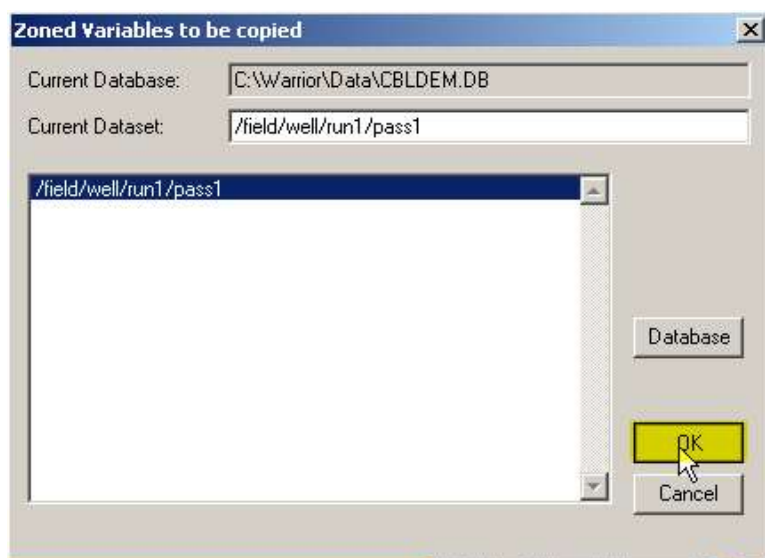 Zoned Variables to be copied
Current Database: C:\Warrior\Data\CBLDEM.DB
Current Dataset: /field/well/run1/pass1
/field/well/run1/pass1
Database
OK
Cancel